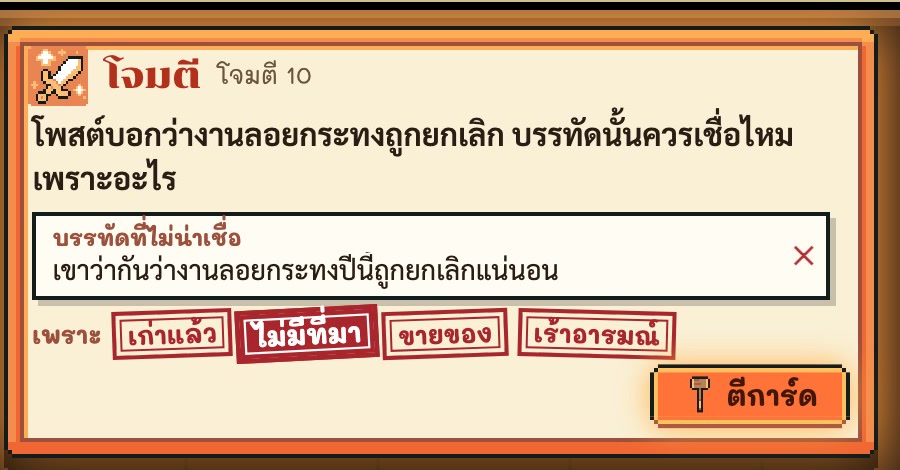 โจมตี โจมตี 10
โพสต์บอกว่างานลอยกระทงถูกยกเลิก บรรทัดนั้นควรเชื่อไหม
เพราะอะไร
บรรทัดที่ไม่น่าเชื่อ
เขาว่ากันว่างานลอยกระทงปีนี้ถูกยกเลิกแน่นอน
เพราะ เก่าแล้ว ไม่มีที่มา ขายของ เร้าอารมณ์
ตีการ์ด